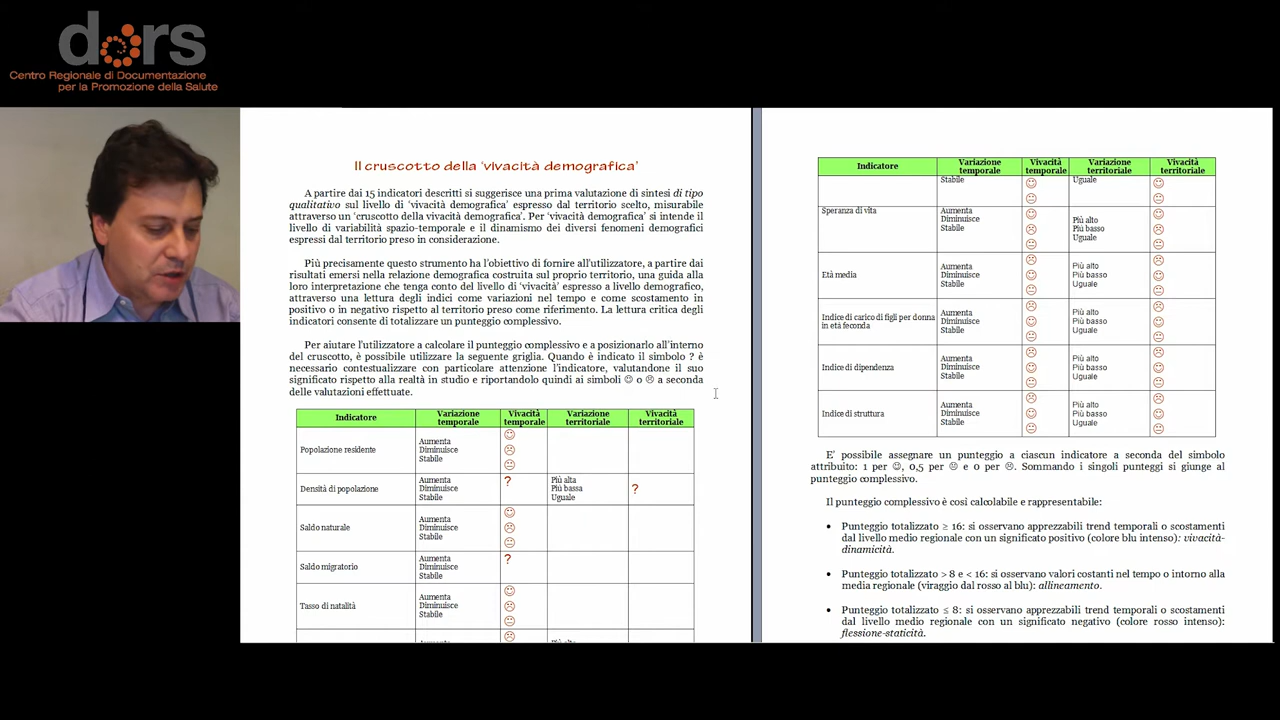 dors
Centro Regionale di Documentazione
per la Promozione della Salute
Il cruscotto della 'vivacità demografica'
A partire dai 15 indicatori descritti si suggerisce una prima valutazione di sintesi di tipo
qualitativo sul livello di 'vivacità demografica' espresso dal territorio scelto, misurabile
attraverso un 'cruscotto della vivacità demografica'. Per 'vivacità demografica' si intende il
livello di variabilità spazio-temporale e il dinamismo dei diversi fenomeni demografici
espressi dal territorio preso in considerazione.
Più precisamente questo strumento ha l'obiettivo di fornire all'utilizzatore, a partire dai
risultati emersi nella relazione demografica costruita sul proprio territorio, una guida alla
loro interpretazione che tenga conto del livello di 'vivacità' espresso a livello demografico,
attraverso una lettura degli indici come variazioni nel tempo e come scostamento in
positivo o in negativo rispetto al territorio preso come riferimento. La lettura critica degli
indicatori consente di totalizzare un punteggio complessivo.
Per aiutare l'utilizzatore a calcolare il punteggio complessivo e a posizionarlo all'interno
del cruscotto, è possibile utilizzare la seguente griglia. Quando è indicato il simbolo ? è
necessario contestualizzare con particolare attenzione l'indicatore, valutandone il suo
significato rispetto alla realtà in studio e riportandolo quindi ai simboli ☺ o ☹ a seconda
delle valutazioni effettuate.
Indicatore Variazione temporale Vivacità temporale Variazione territoriale Vivacità territoriale
Popolazione residente
Aumenta ☺
Diminuisce ☹
Stabile 😐
Densità di popolazione
Aumenta ? Più alta ?
Diminuisce Più bassa
Stabile Uguale
Saldo naturale
Aumenta ☺
Diminuisce ☹
Stabile 😐
Saldo migratorio
Aumenta ?
Diminuisce
Stabile
Tasso di natalità
Aumenta ☺
Diminuisce ☹
Stabile 😐
☹
Indicatore Variazione temporale Vivacità temporale Variazione territoriale Vivacità territoriale
Stabile ☺ Uguale ☺
😐 😐
Speranza di vita
Aumenta ☺ Più alto ☺
Diminuisce ☹ Più basso ☹
Stabile 😐 Uguale 😐
Età media
Aumenta ☹ Più alto ☹
Diminuisce ☺ Più basso ☺
Stabile 😐 Uguale 😐
Indice di carico di figli per donna
in età feconda
Aumenta ☹ Più alto ☹
Diminuisce ☺ Più basso ☺
Stabile 😐 Uguale 😐
Indice di dipendenza
Aumenta ☹ Più alto ☹
Diminuisce ☺ Più basso ☺
Stabile 😐 Uguale 😐
Indice di struttura
Aumenta ☹ Più alto ☹
Diminuisce ☺ Più basso ☺
Stabile 😐 Uguale 😐
E' possibile assegnare un punteggio a ciascun indicatore a seconda del simbolo
attribuito: 1 per ☺, 0,5 per 😐 e 0 per ☹. Sommando i singoli punteggi si giunge al
punteggio complessivo.
Il punteggio complessivo è così calcolabile e rappresentabile:
• Punteggio totalizzato ≥ 16: si osservano apprezzabili trend temporali o scostamenti
dal livello medio regionale con un significato positivo (colore blu intenso): vivacità-
dinamicità.
• Punteggio totalizzato > 8 e < 16: si osservano valori costanti nel tempo o intorno alla
media regionale (viraggio dal rosso al blu): allineamento.
• Punteggio totalizzato ≤ 8: si osservano apprezzabili trend temporali o scostamenti
dal livello medio regionale con un significato negativo (colore rosso intenso):
flessione-staticità.